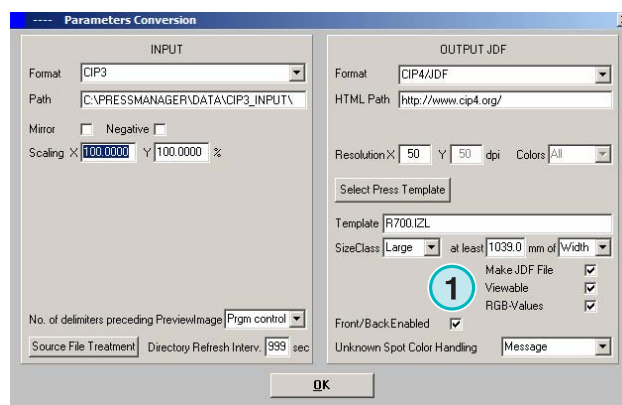 ---- Parameters Conversion
INPUT
Format CIP3
Path C:\PRESSMANAGER\DATA\CIP3_INPUT\
Mirror Negative
Scaling X 100.0000 Y 100.0000 %
No. of delimiters preceding PreviewImage Prgm control
Source File Treatment Directory Refresh Interv. 999 sec
OUTPUT JDF
Format CIP4/JDF
HTML Path http://www.cip4.org/
Resolution X 50 Y 50 dpi Colors All
Select Press Template
Template R700.IZL
SizeClass Large at least 1039.0 mm of Width
Make JDF File
1 Viewable
RGB-Values
Front/Back Enabled
Unknown Spot Color Handling Message
OK